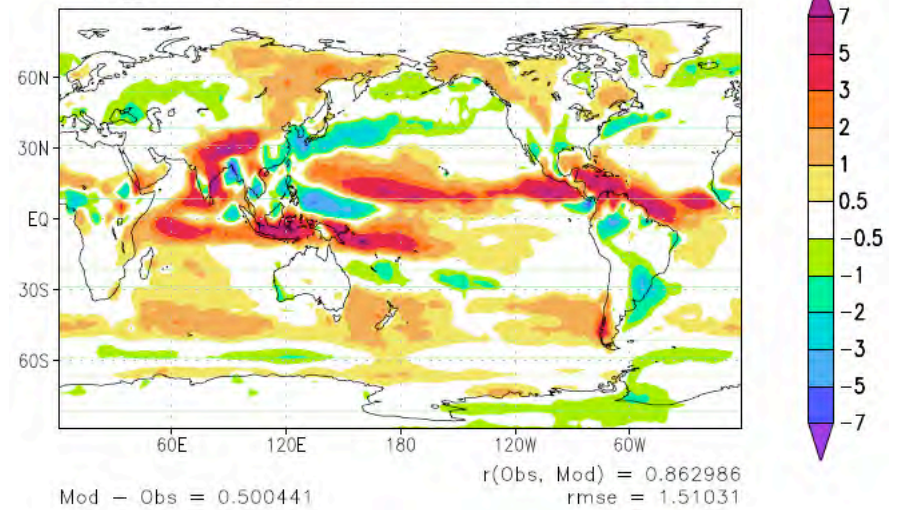 60N
30N
EQ
30S
60S
60E 120E 180 120W 60W
7
5
3
2
1
0.5
−0.5
−1
−2
−3
−5
−7
r(Obs, Mod) = 0.862986
Mod − Obs = 0.500441 rmse = 1.51031